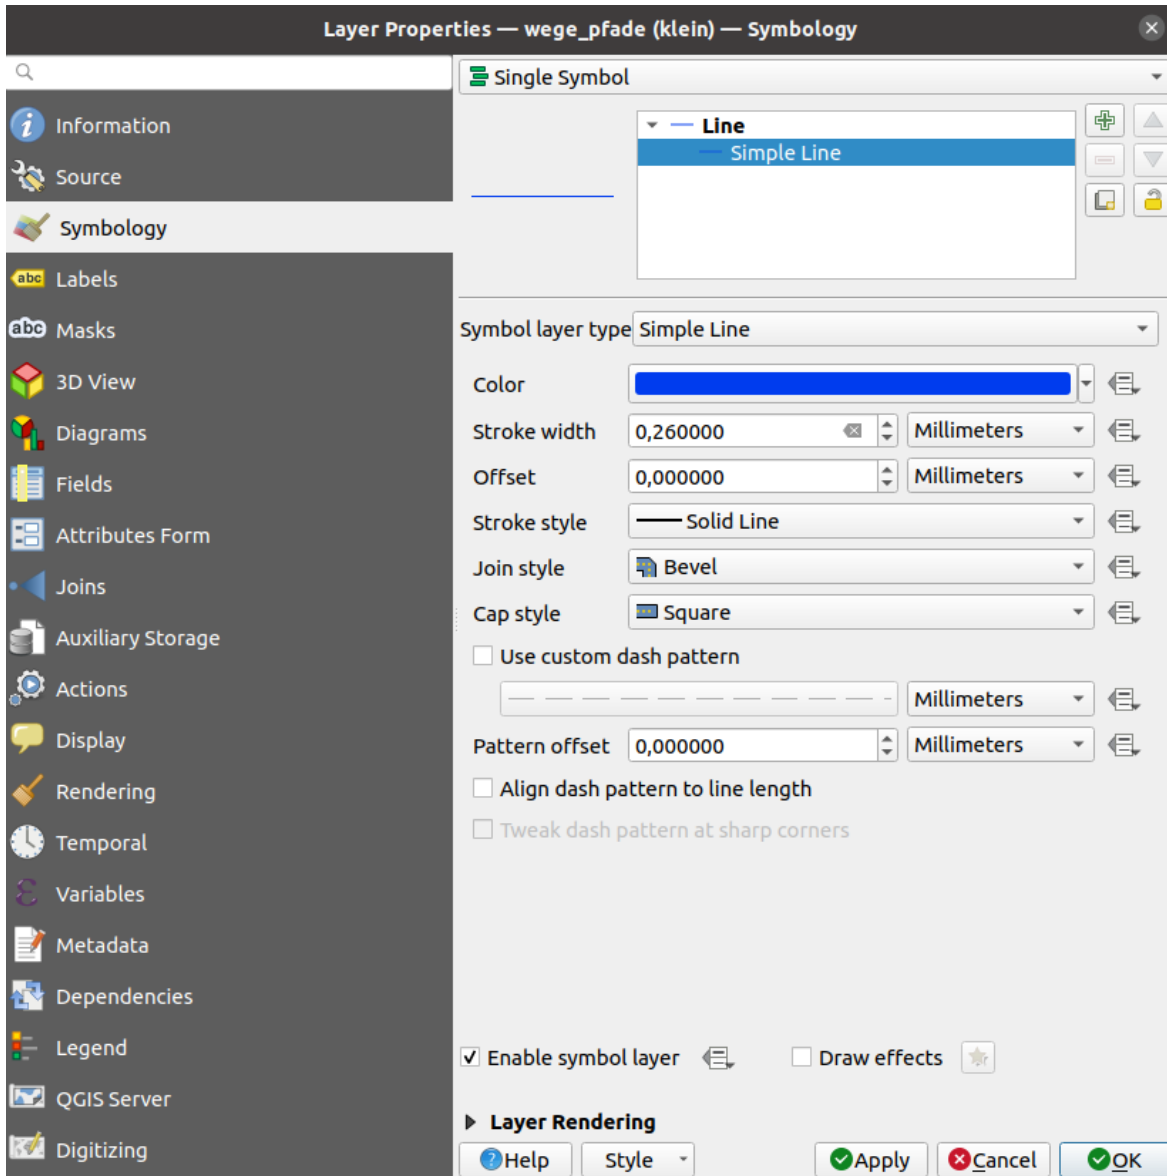 Layer Properties — wege_pfade (klein) — Symbology
Information
Source
Symbology
abc Labels
abc Masks
3D View
Diagrams
Fields
Attributes Form
Joins
Auxiliary Storage
Actions
Display
Rendering
Temporal
Variables
Metadata
Dependencies
Legend
QGIS Server
Digitizing
Single Symbol
Line
Simple Line
Symbol layer type Simple Line
Color
Stroke width 0,260000 Millimeters
Offset 0,000000 Millimeters
Stroke style Solid Line
Join style Bevel
Cap style Square
Use custom dash pattern
Millimeters
Pattern offset 0,000000 Millimeters
Align dash pattern to line length
Tweak dash pattern at sharp corners
Enable symbol layer Draw effects
Layer Rendering
Help Style Apply Cancel OK